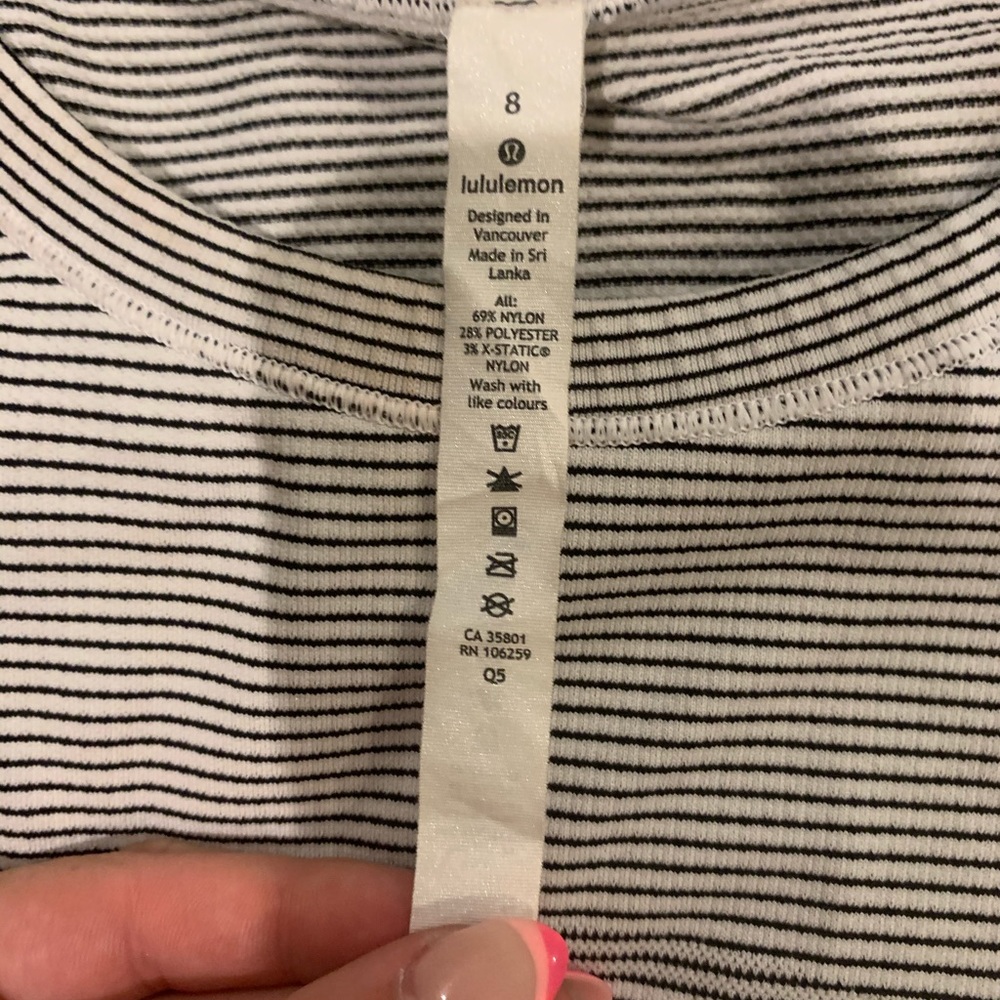 8
lululemon
Designed in
Vancouver
Made in Sri
Lanka
All:
69% NYLON
28% POLYESTER
3% X-STATIC®
NYLON
Wash with
like colours
30C
CA 35801
RN 106259
Q5